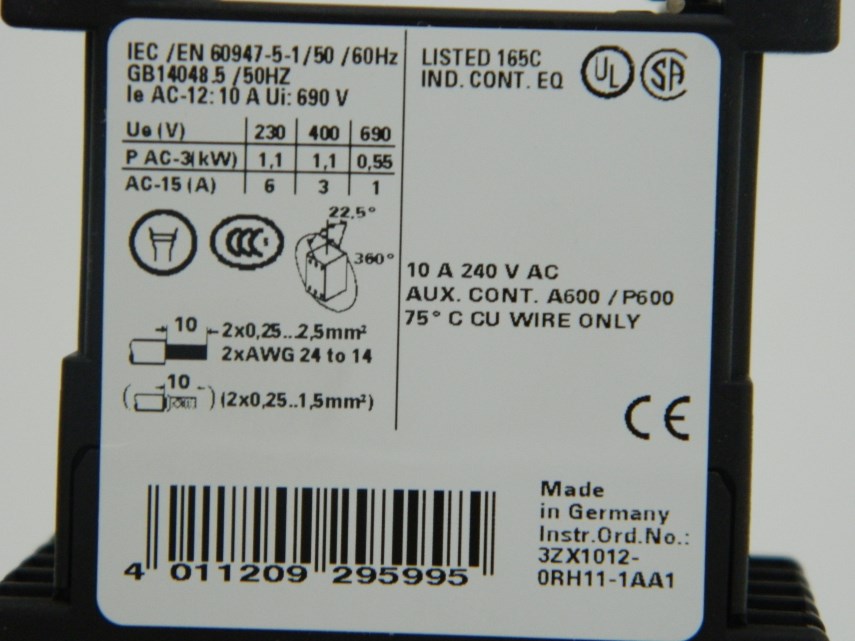 IEC /EN 60947-5-1/50 /60Hz
GB14048.5 /50HZ
Ie AC-12: 10 A Ui: 690 V
Ue (V) 230 400 690
P AC-3(kW) 1,1 1,1 0,55
AC-15 (A) 6 3 1
CCC
22.5°
360°
10 2x0,25...2,5mm²
2xAWG 24 to 14
10 (2x0,25..1,5mm²)
LISTED 165C
IND. CONT. EQ
UL SA
10 A 240 V AC
AUX. CONT. A600 / P600
75° C CU WIRE ONLY
CE
4 011209 295995
Made
in Germany
Instr.Ord.No.:
3ZX1012-
0RH11-1AA1